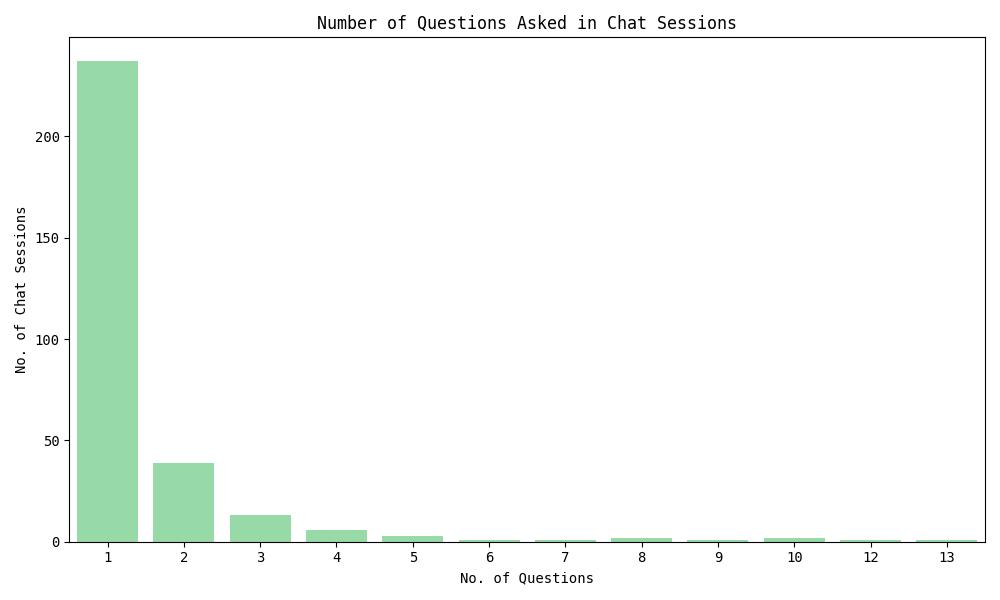 Number of Questions Asked in Chat Sessions
No. of Chat Sessions
200
150
100
50
0
1 2 3 4 5 6 7 8 9 10 12 13
No. of Questions